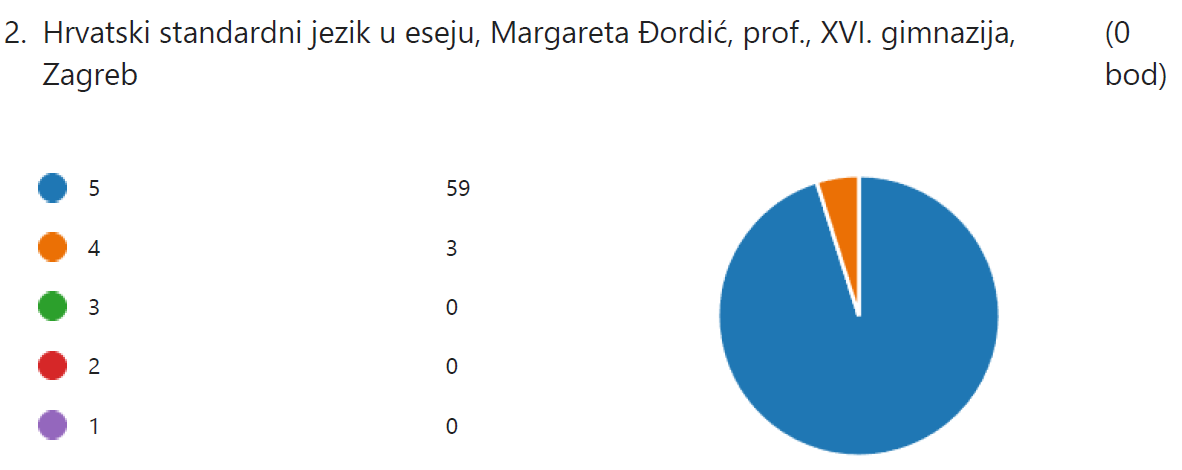 2. Hrvatski standardni jezik u eseju, Margareta Đordić, prof., XVI. gimnazija, (0
Zagreb bod)
5 59
4 3
3 0
2 0
1 0